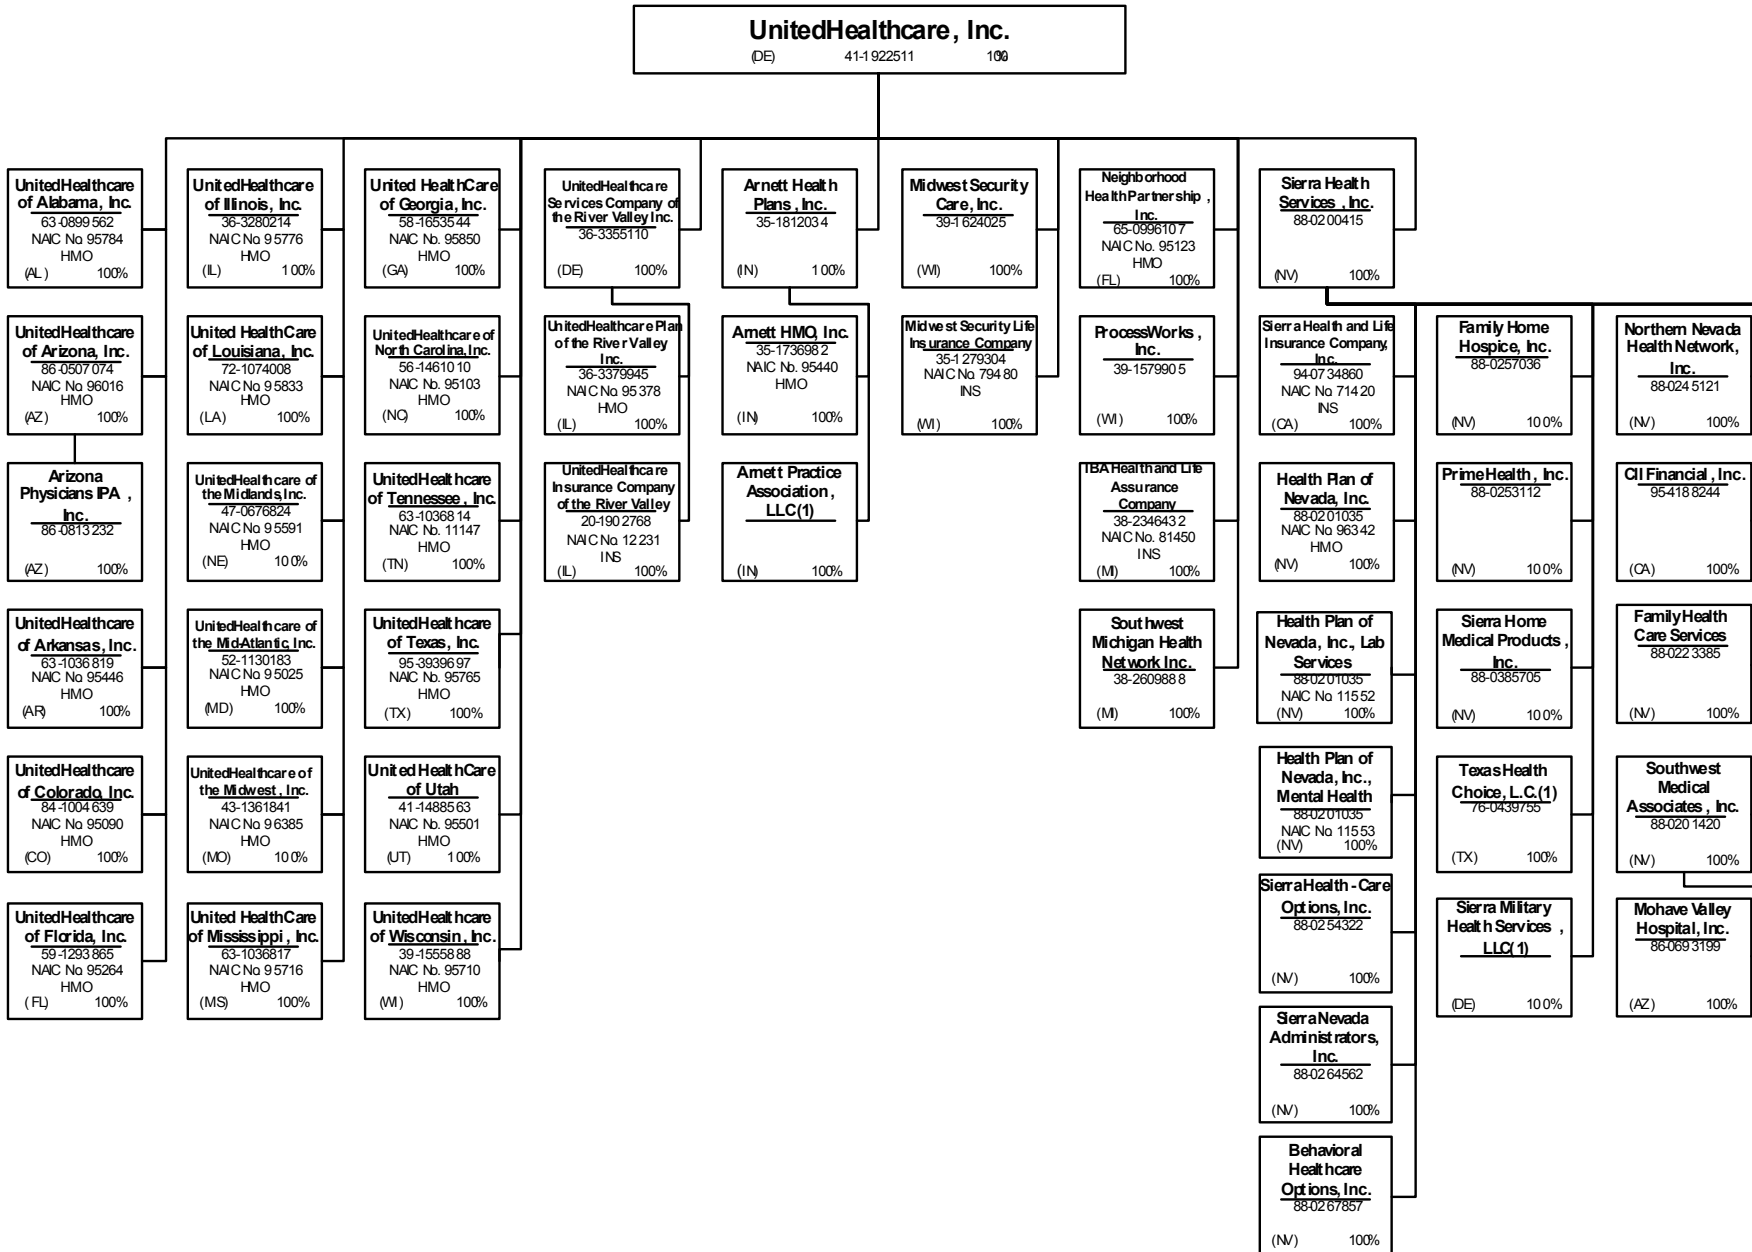 UnitedHealthcare, Inc.
(DE) 41-1922511 100%
UnitedHealthcare
of Alabama, Inc.
63-0899562
NAIC No. 95784
HMO
(AL) 100%
UnitedHealthcare
of Illinois, Inc.
36-3280214
NAIC No. 95776
HMO
(IL) 100%
United HealthCare
of Georgia, Inc.
58-1653544
NAIC No. 95850
HMO
(GA) 100%
UnitedHealthcare
Services Company of
the River Valley Inc.
36-3355110
(DE) 100%
Arnett Health
Plans, Inc.
35-1812034
(IN) 100%
Midwest Security
Care, Inc.
39-1624025
(WI) 100%
Neighborhood
Health Partnership,
Inc.
65-0996107
NAIC No. 95123
HMO
(FL) 100%
Sierra Health
Services, Inc.
88-0200415
(NV) 100%
UnitedHealthcare
of Arizona, Inc.
86-0507074
NAIC No. 96016
HMO
(AZ) 100%
United HealthCare
of Louisiana, Inc.
72-1074008
NAIC No. 95833
HMO
(LA) 100%
UnitedHealthcare of
North Carolina, Inc.
56-1461010
NAIC No. 95103
HMO
(NC) 100%
UnitedHealthcare Plan
of the River Valley
Inc.
36-3379945
NAIC No. 95378
HMO
(IL) 100%
Arnett HMO, Inc.
35-1736982
NAIC No. 95440
HMO
(IN) 100%
Midwest Security Life
Insurance Company
35-1279304
NAIC No. 79480
INS
(WI) 100%
ProcessWorks,
Inc.
39-1579905
(WI) 100%
Sierra Health and Life
Insurance Company,
Inc.
94-0734860
NAIC No. 71420
INS
(CA) 100%
Family Home
Hospice, Inc.
88-0257036
(NV) 100%
Northern Nevada
Health Network,
Inc.
88-0245121
(NV) 100%
Arizona
Physicians IPA,
Inc.
86-0813232
(AZ) 100%
UnitedHealthcare of
the Midlands, Inc.
47-0676824
NAIC No. 95591
HMO
(NE) 100%
UnitedHealthcare
of Tennessee, Inc.
63-1036814
NAIC No. 11147
HMO
(TN) 100%
UnitedHealthcare
Insurance Company
of the River Valley
20-1902768
NAIC No. 12231
INS
(IL) 100%
Arnett Practice
Association,
LLC(1)
(IN) 100%
IBA Health and Life
Assurance
Company
38-2346432
NAIC No. 81450
INS
(MI) 100%
Health Plan of
Nevada, Inc.
88-0201035
NAIC No. 96342
HMO
(NV) 100%
PrimeHealth, Inc.
88-0253112
(NV) 100%
CII Financial, Inc.
95-4188244
(CA) 100%
UnitedHealthcare
of Arkansas, Inc.
63-1036819
NAIC No. 95446
HMO
(AR) 100%
UnitedHealthcare of
the Mid-Atlantic, Inc.
52-1130183
NAIC No. 95025
HMO
(MD) 100%
UnitedHealthcare
of Texas, Inc.
95-3939697
NAIC No. 95765
HMO
(TX) 100%
Southwest
Michigan Health
Network Inc.
38-2609888
(MI) 100%
Health Plan of
Nevada, Inc., Lab
Services
88-0201035
NAIC No. 11552
(NV) 100%
Sierra Home
Medical Products,
Inc.
88-0385705
(NV) 100%
Family Health
Care Services
88-0223385
(NV) 100%
UnitedHealthcare
of Colorado, Inc.
84-1004639
NAIC No. 95090
HMO
(CO) 100%
UnitedHealthcare of
the Midwest, Inc.
43-1361841
NAIC No. 96385
HMO
(MO) 100%
United HealthCare
of Utah
41-1488563
NAIC No. 95501
HMO
(UT) 100%
Health Plan of
Nevada, Inc.,
Mental Health
88-0201035
NAIC No. 11553
(NV) 100%
Texas Health
Choice, L.C.(1)
76-0439755
(TX) 100%
Southwest
Medical
Associates, Inc.
88-0201420
(NV) 100%
UnitedHealthcare
of Florida, Inc.
59-1293865
NAIC No. 95264
HMO
(FL) 100%
United HealthCare
of Mississippi, Inc.
63-1036817
NAIC No. 95716
HMO
(MS) 100%
UnitedHealthcare
of Wisconsin, Inc.
39-1555888
NAIC No. 95710
HMO
(WI) 100%
Sierra Health-Care
Options, Inc.
88-0254322
(NV) 100%
Sierra Military
Health Services,
LLC(1)
(DE) 100%
Mohave Valley
Hospital, Inc.
86-0693199
(AZ) 100%
Sierra Nevada
Administrators,
Inc.
88-0264562
(NV) 100%
Behavioral
Healthcare
Options, Inc.
88-0267857
(NV) 100%